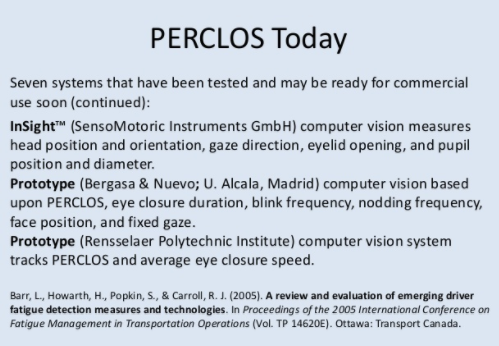 PERCLOS Today
Seven systems that have been tested and may be ready for commercial
use soon (continued):
InSight™ (SensoMotoric Instruments GmbH) computer vision measures
head position and orientation, gaze direction, eyelid opening, and pupil
position and diameter.
Prototype (Bergasa & Nuevo; U. Alcala, Madrid) computer vision based
upon PERCLOS, eye closure duration, blink frequency, nodding frequency,
face position, and fixed gaze.
Prototype (Rensselaer Polytechnic Institute) computer vision system
tracks PERCLOS and average eye closure speed.
Barr, L., Howarth, H., Popkin, S., & Carroll, R. J. (2005). A review and evaluation of emerging driver
fatigue detection measures and technologies. In Proceedings of the 2005 International Conference on
Fatigue Management in Transportation Operations (Vol. TP 14620E). Ottawa: Transport Canada.